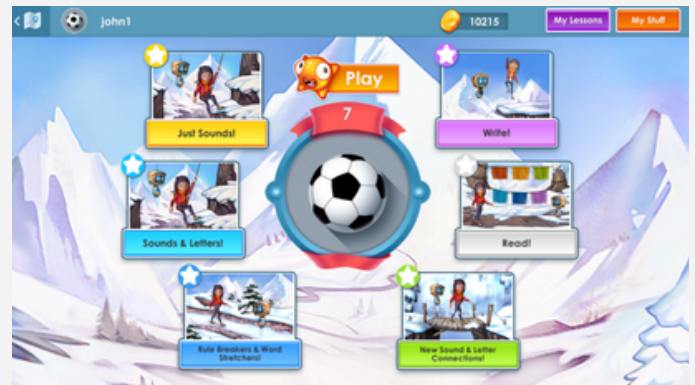 john1
10215
My Lessons
My Stuff
Play
7
Just Sounds!
Write!
Sounds & Letters!
Read!
Rule Breakers & Word
Stretchers!
New Sound & Letter
Connections!